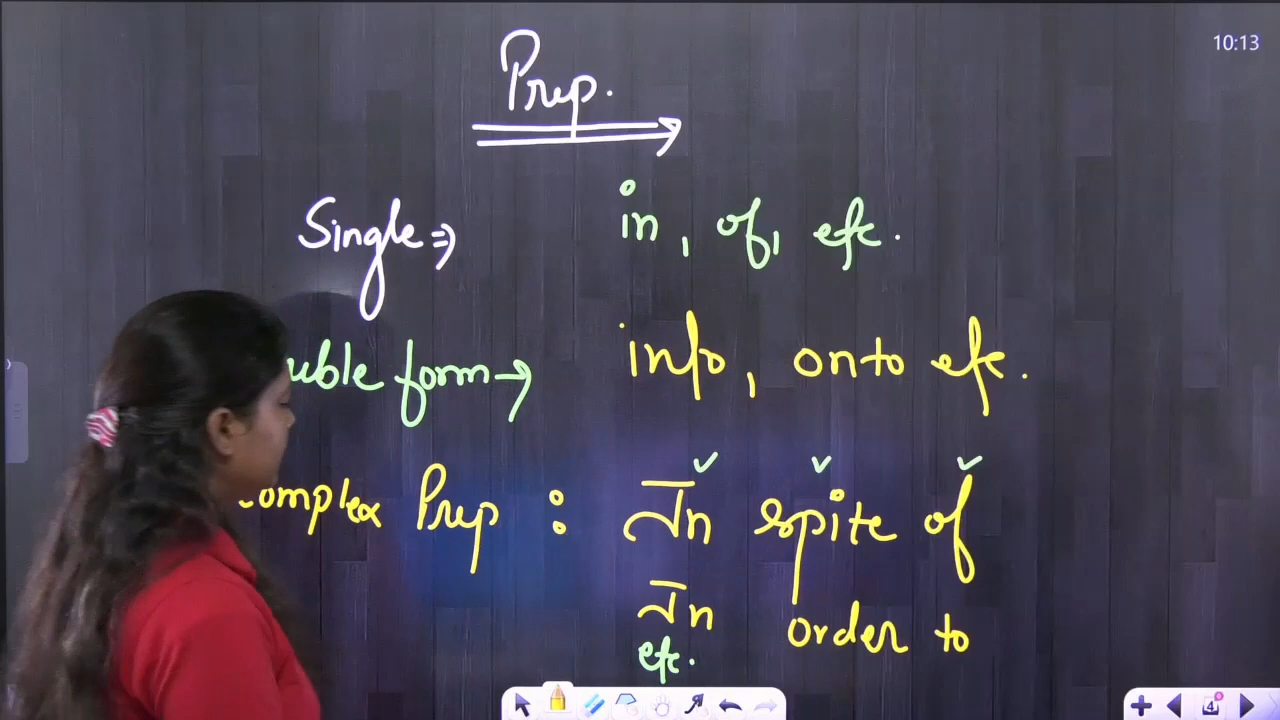 10:13
Prep.
Single ⇒ in, of, etc.
uble form → into, onto etc.
omplex Prep : In spite of
In order to
etc.
4